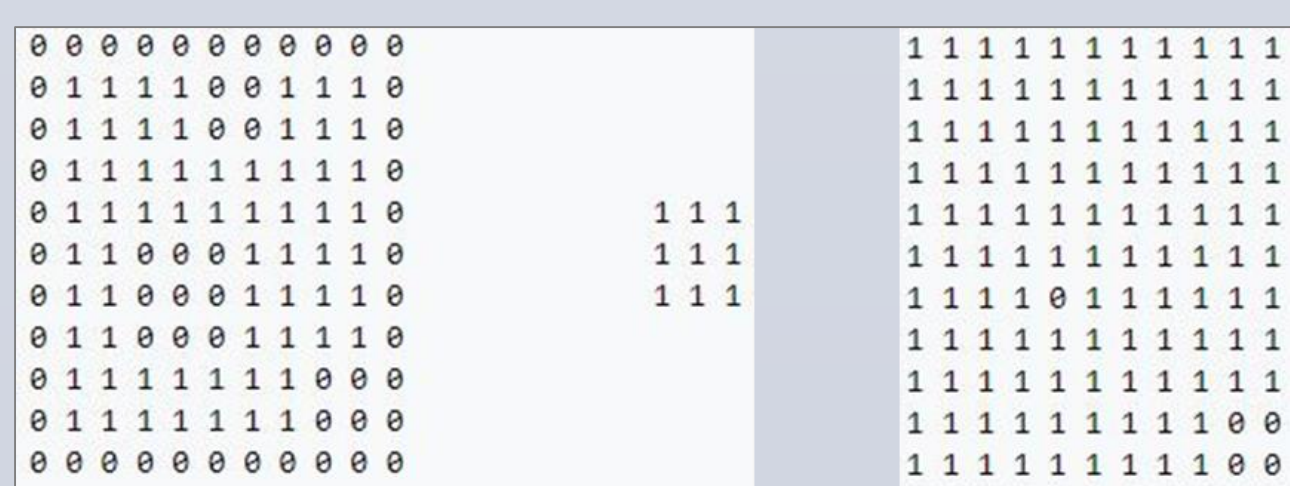 0 0 0 0 0 0 0 0 0 0 0 1 1 1 1 1 1 1 1 1 1 1
0 1 1 1 1 0 0 1 1 1 0 1 1 1 1 1 1 1 1 1 1 1
0 1 1 1 1 0 0 1 1 1 0 1 1 1 1 1 1 1 1 1 1 1
0 1 1 1 1 1 1 1 1 1 0 1 1 1 1 1 1 1 1 1 1 1
0 1 1 1 1 1 1 1 1 1 0 1 1 1 1 1 1 1 1 1 1 1 1 1 1
0 1 1 0 0 0 1 1 1 1 0 1 1 1 1 1 1 1 1 1 1 1 1 1 1
0 1 1 0 0 0 1 1 1 1 0 1 1 1 1 1 1 1 0 1 1 1 1 1 1
0 1 1 0 0 0 1 1 1 1 0 1 1 1 1 1 1 1 1 1 1 1
0 1 1 1 1 1 1 1 0 0 0 1 1 1 1 1 1 1 1 1 1 1
0 1 1 1 1 1 1 1 0 0 0 1 1 1 1 1 1 1 1 1 0 0
0 0 0 0 0 0 0 0 0 0 0 1 1 1 1 1 1 1 1 1 0 0